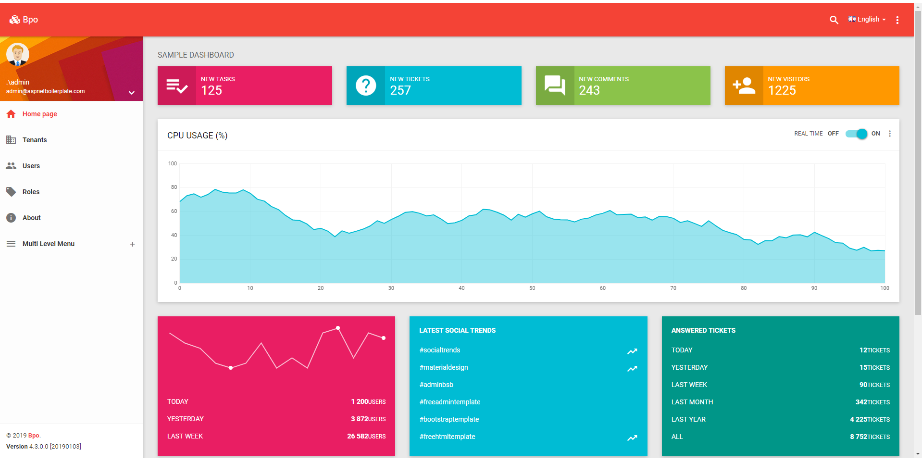 Bpo
English
Admin
admin@aspnetboilerplate.com
Home page
Tenants
Users
Roles
About
Multi Level Menu
+
© 2019 Bpo.
Version 4.3.0.0 [20190103]
SAMPLE DASHBOARD
NEW TASKS
125
NEW TICKETS
257
NEW COMMENTS
243
NEW VISITORS
1225
CPU USAGE (%)
REAL TIME OFF ON
100
80
60
40
20
0
0 10 20 30 40 50 60 70 80 90 100
TODAY 1 200USERS
YESTERDAY 3 872USERS
LAST WEEK 26 582USERS
LATEST SOCIAL TRENDS
#socialtrends
#materialdesign
#adminbsb
#freeadmintemplate
#bootstraptemplate
#freehtmltemplate
ANSWERED TICKETS
TODAY 12TICKETS
YESTERDAY 15TICKETS
LAST WEEK 90TICKETS
LAST MONTH 342TICKETS
LAST YEAR 4 225TICKETS
ALL 8 752TICKETS